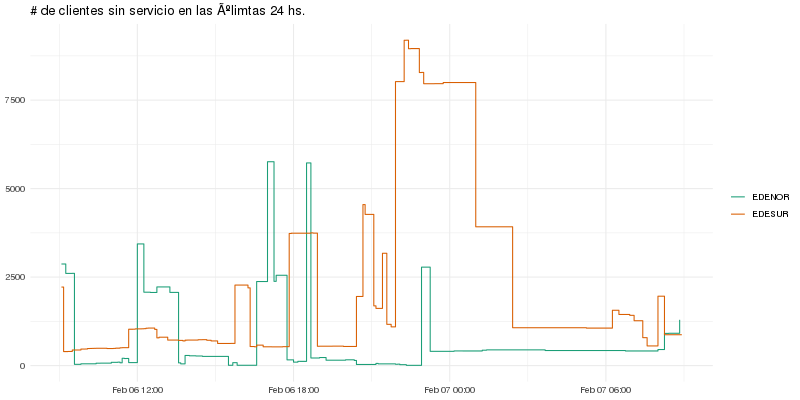 # de clientes sin servicio en las Ãºlimtas 24 hs.
7500
5000
2500
0
Feb 06 12:00
Feb 06 18:00
Feb 07 00:00
Feb 07 06:00
EDENOR
EDESUR